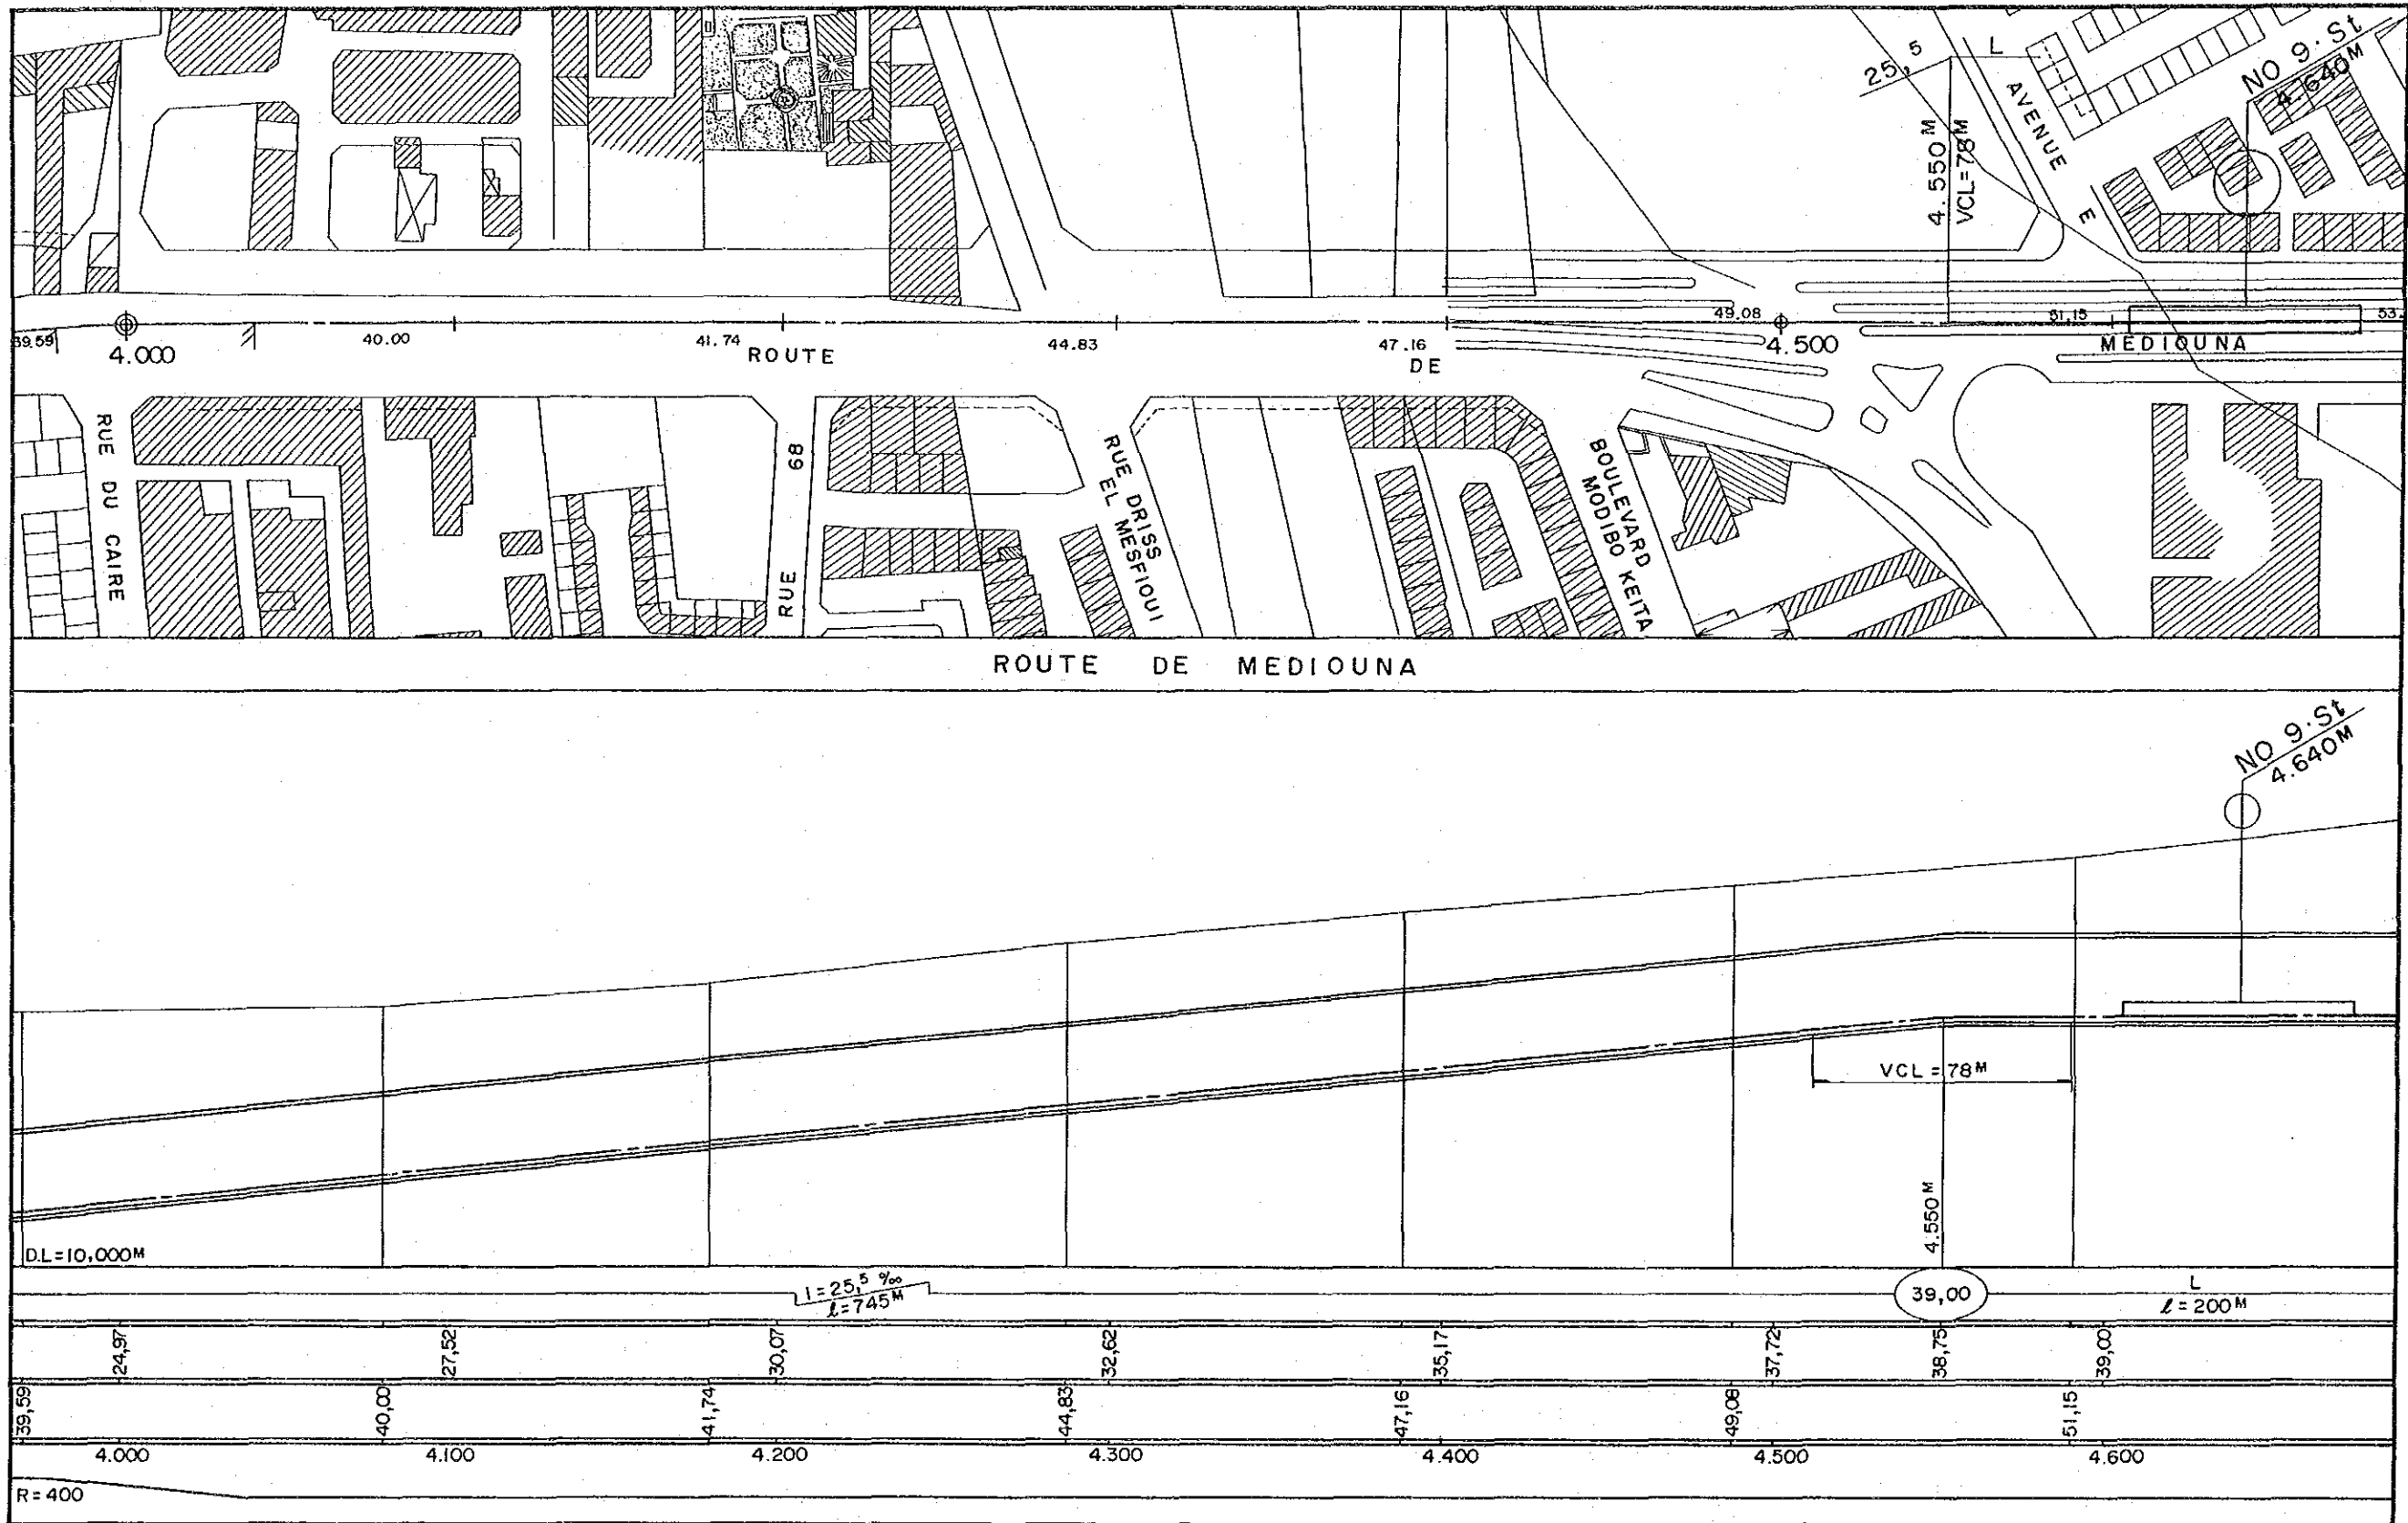 25,5
L
AVENUE E
NO 9·St
4.640M
4.550M
VCL=78M
39,59
4.000
40.00
41.74
ROUTE
44.83
47.16
DE
49.08
4.500
51,15
MEDIOUNA
53.
RUE DU CAIRE
RUE 68
RUE DRISS
EL MESFIOUI
BOULEVARD
MODIBO KEITA
ROUTE DE MEDIOUNA
NO 9·St
4.640M
VCL=78M
4.550M
D.L=10,000M
I=25,5 ‰
ℓ=745M
39,00
L
ℓ=200M
24,97 27,52 30,07 32,62 35,17 37,72 38,75 39,00
39,59 40,00 41,74 44,83 47,16 49,08 51,15
4.000 4.100 4.200 4.300 4.400 4.500 4.600
R=400